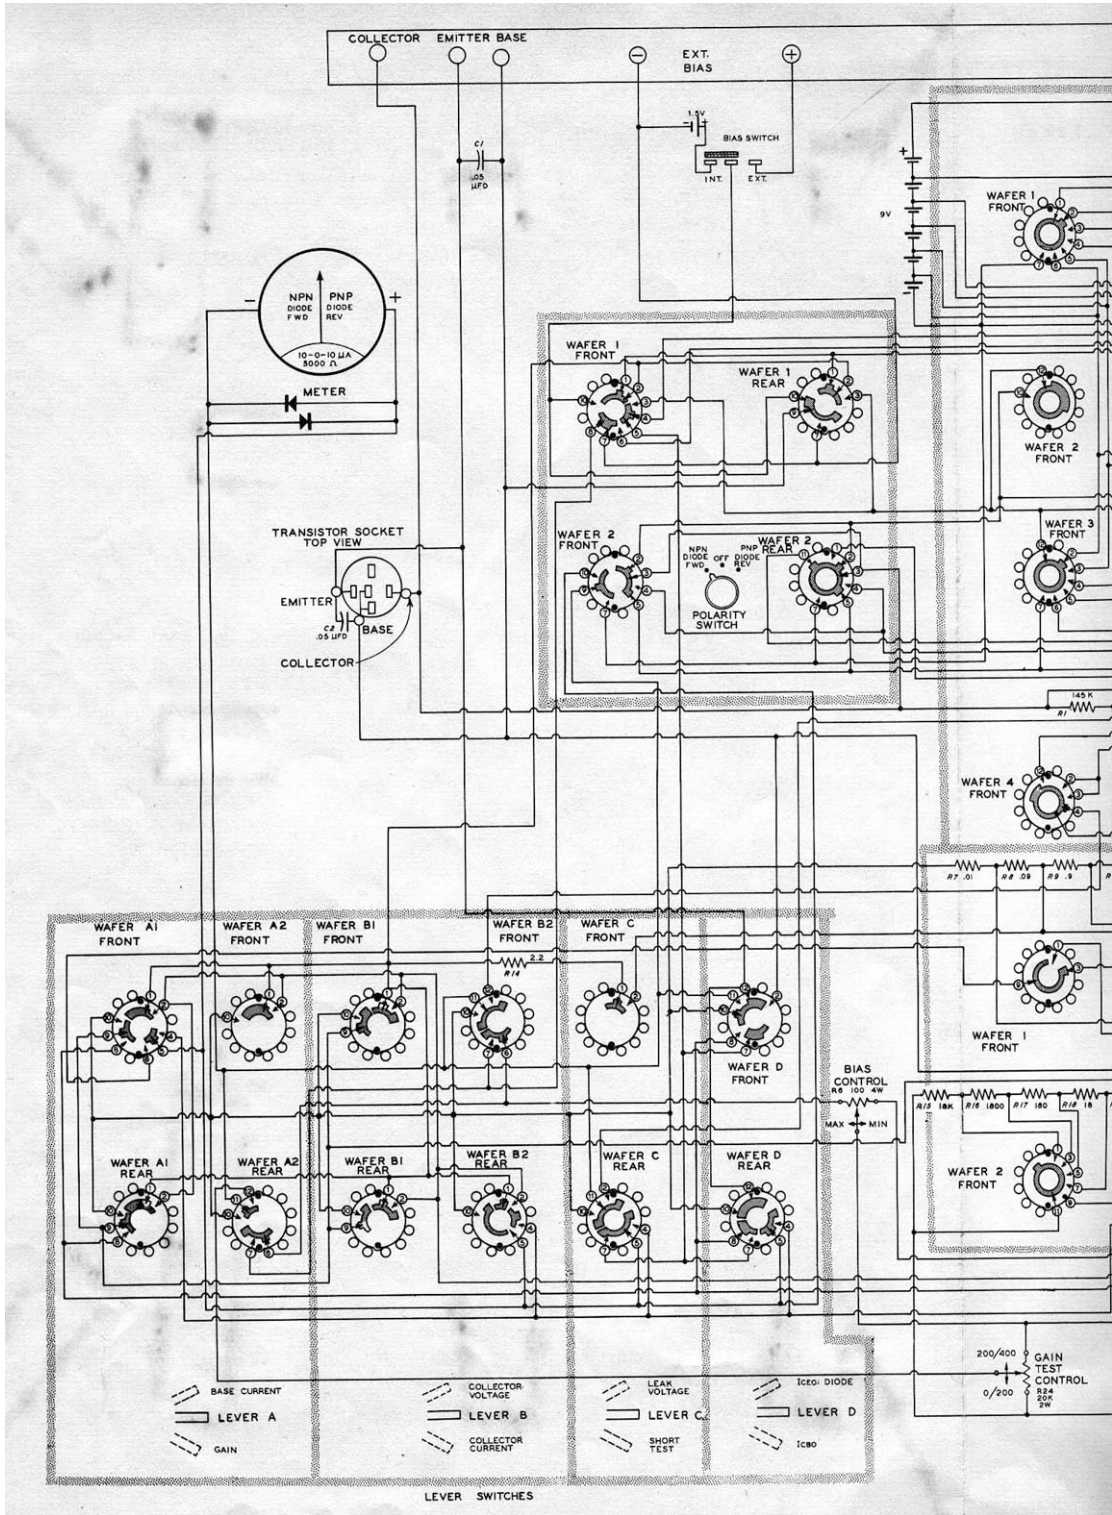 COLLECTOR EMITTER BASE
EXT.
BIAS
1.5V
BIAS SWITCH
INT.
EXT.
C1
.05
µFD
9V
WAFER 1
FRONT
NPN
DIODE
FWD
PNP
DIODE
REV
10-0-10 µA
5000 Ω
METER
WAFER 1
FRONT
WAFER 1
REAR
WAFER 2
FRONT
WAFER 2
FRONT
NPN
DIODE
FWD
OFF
PNP
DIODE
REV
POLARITY
SWITCH
WAFER 2
REAR
WAFER 3
FRONT
TRANSISTOR SOCKET
TOP VIEW
EMITTER
C2
.05 µFD
BASE
COLLECTOR
145 K
R1
WAFER 4
FRONT
R7 .01
R8 .09
R9 .9
WAFER A1
FRONT
WAFER A2
FRONT
WAFER B1
FRONT
WAFER B2
FRONT
WAFER C
FRONT
2.2
R14
WAFER D
FRONT
WAFER 1
FRONT
BIAS
CONTROL
R6 100 4W
MAX
MIN
R15 18K
R16 1800
R17 180
R18 18
WAFER A1
REAR
WAFER A2
REAR
WAFER B1
REAR
WAFER B2
REAR
WAFER C
REAR
WAFER D
REAR
WAFER 2
FRONT
200/400
0/200
GAIN
TEST
CONTROL
R24
20K
2W
BASE CURRENT
LEVER A
GAIN
COLLECTOR
VOLTAGE
LEVER B
COLLECTOR
CURRENT
LEAK
VOLTAGE
LEVER C
SHORT
TEST
ICEO: DIODE
LEVER D
ICBO
LEVER SWITCHES